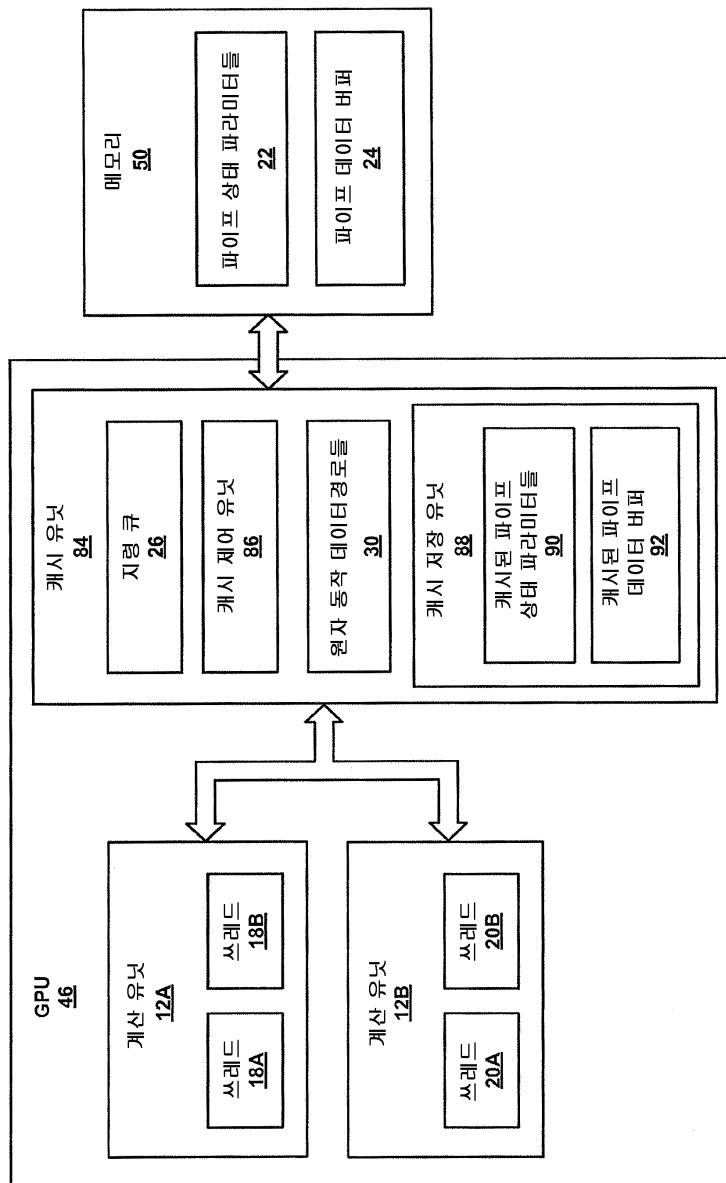 GPU
46
계산 유닛
12A
쓰레드
18A
쓰레드
18B
계산 유닛
12B
쓰레드
20A
쓰레드
20B
캐시 유닛
84
지령 큐
26
캐시 제어 유닛
86
원자 동작 데이터경로들
30
캐시 저장 유닛
88
캐시된 파이프
상태 파라미터들
90
캐시된 파이프
데이터 버퍼
92
메모리
50
파이프 상태 파라미터들
22
파이프 데이터 버퍼
24